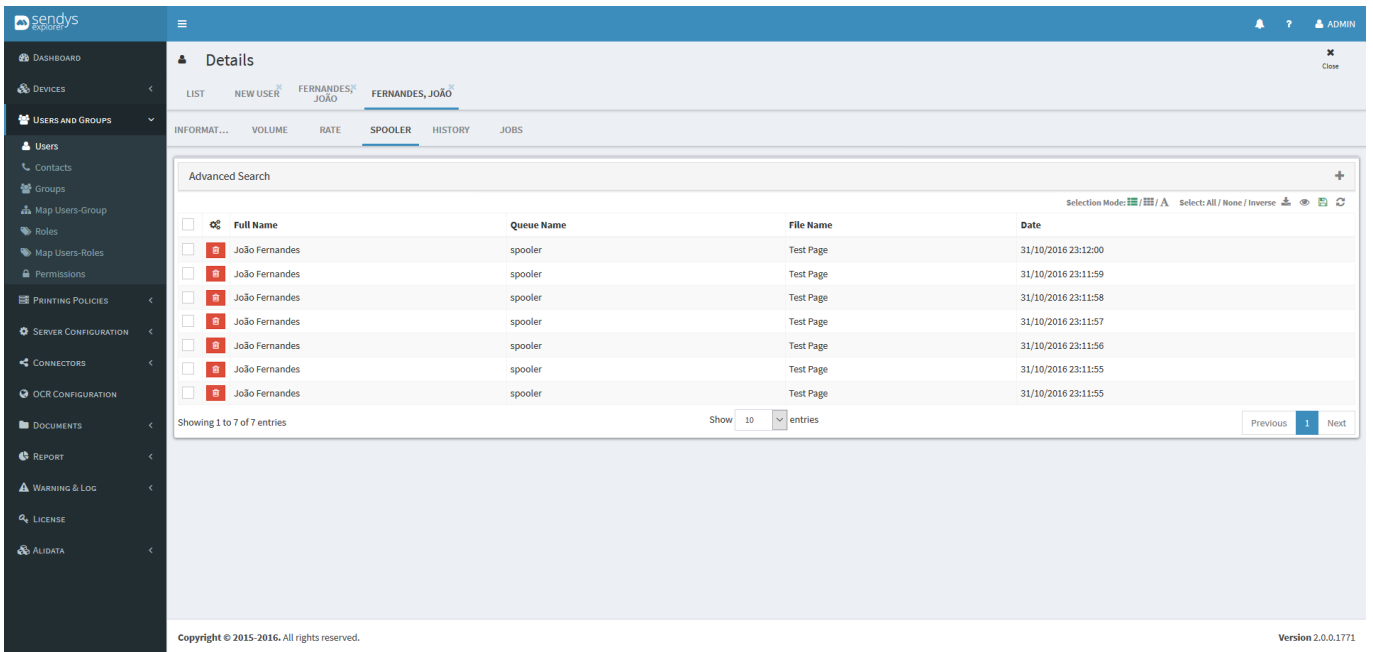 sendys
explorer
ADMIN
DASHBOARD
DEVICES
USERS AND GROUPS
Users
Contacts
Groups
Map Users-Group
Roles
Map Users-Roles
Permissions
PRINTING POLICIES
SERVER CONFIGURATION
CONNECTORS
OCR CONFIGURATION
DOCUMENTS
REPORT
WARNING & LOG
LICENSE
ALIDATA
Details
Close
LIST NEW USER FERNANDES, JOÃO FERNANDES, JOÃO
INFORMAT... VOLUME RATE SPOOLER HISTORY JOBS
Advanced Search
Selection Mode: / / A Select: All / None / Inverse
Full Name Queue Name File Name Date
João Fernandes spooler Test Page 31/10/2016 23:12:00
João Fernandes spooler Test Page 31/10/2016 23:11:59
João Fernandes spooler Test Page 31/10/2016 23:11:58
João Fernandes spooler Test Page 31/10/2016 23:11:57
João Fernandes spooler Test Page 31/10/2016 23:11:56
João Fernandes spooler Test Page 31/10/2016 23:11:55
João Fernandes spooler Test Page 31/10/2016 23:11:55
Showing 1 to 7 of 7 entries Show 10 entries Previous 1 Next
Copyright © 2015-2016. All rights reserved. Version 2.0.0.1771